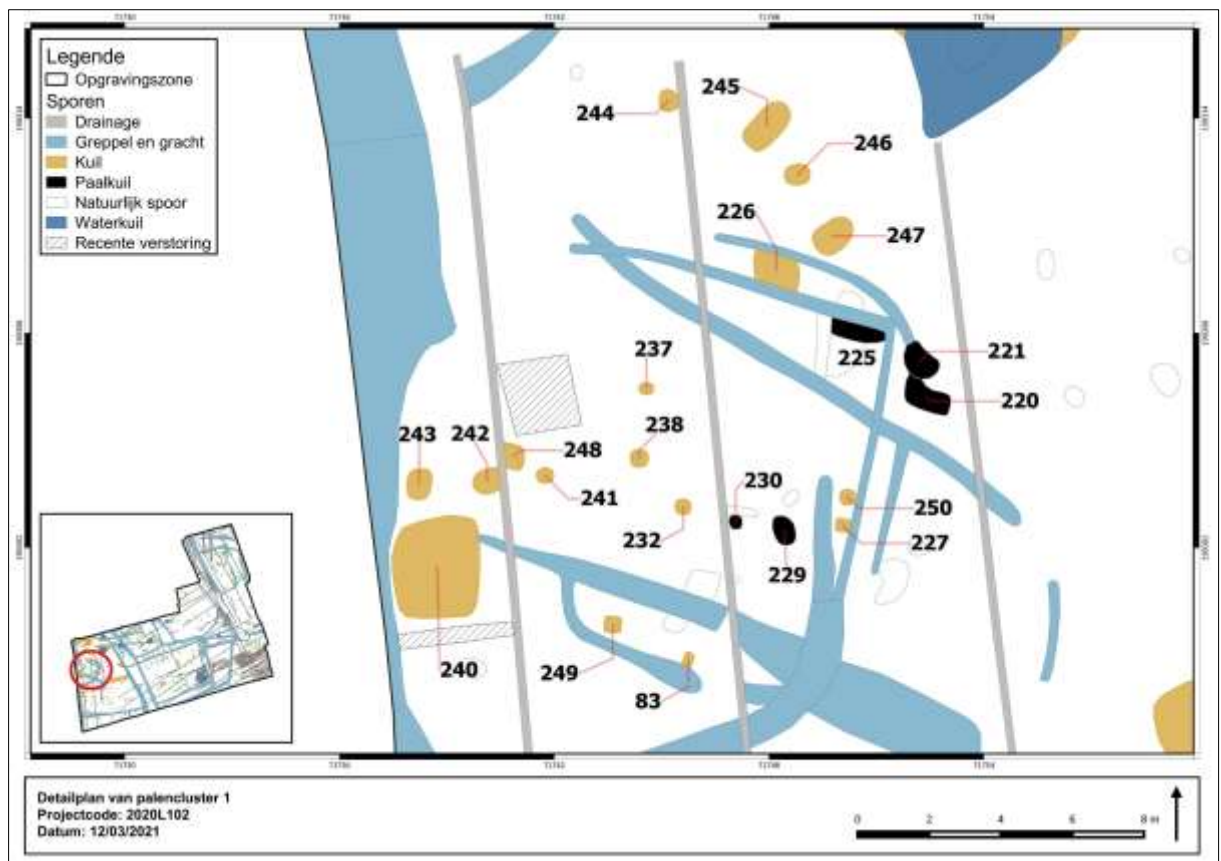 Legende
Opgravingszone
Sporen
Drainage
Greppel en gracht
Kuil
Paalkuil
Natuurlijk spoor
Waterkuil
Recente verstoring
245
244
246
226
247
225
221
237
220
243
242
248
238
241
230
250
232
227
229
240
249
83
Detailplan van palencluster 1
Projectcode: 2020L102
Datum: 12/03/2021
0 2 4 6 8 m